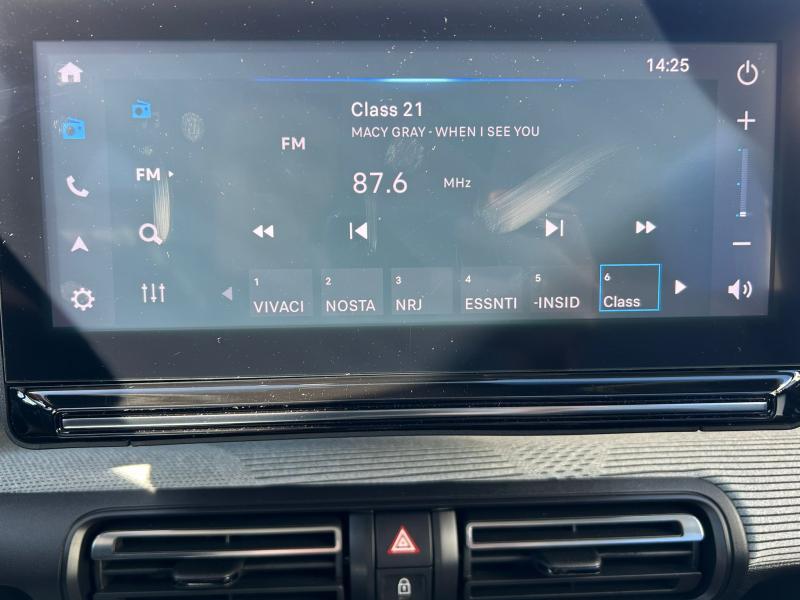 14:25
Class 21
MACY GRAY - WHEN I SEE YOU
FM
FM
87.6 MHz
1 2 3 4 5 6
VIVACI NOSTA NRJ ESSNTI -INSID Class